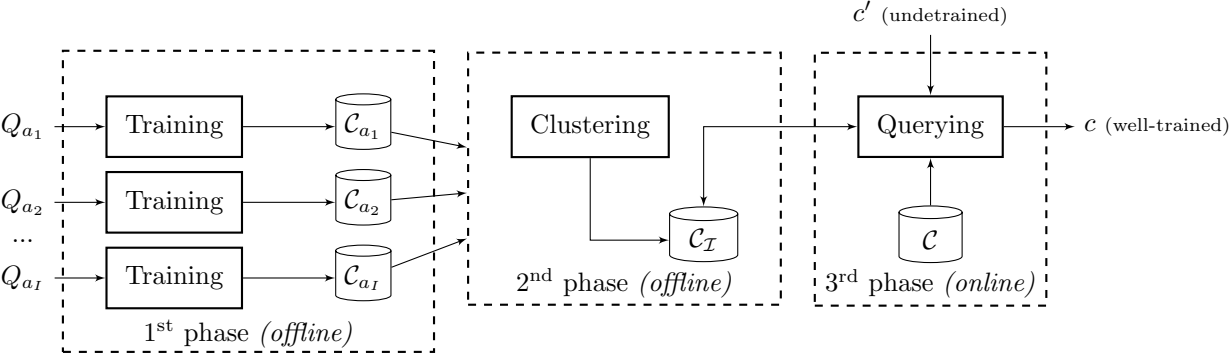 c′ (undetrained)
Q_{a_1} Training 𝒞_{a_1} Clustering Querying c (well-trained)
Q_{a_2} Training 𝒞_{a_2}
... 𝒞_ℐ 𝒞
Q_{a_I} Training 𝒞_{a_I}
2nd phase (offline) 3rd phase (online)
1st phase (offline)